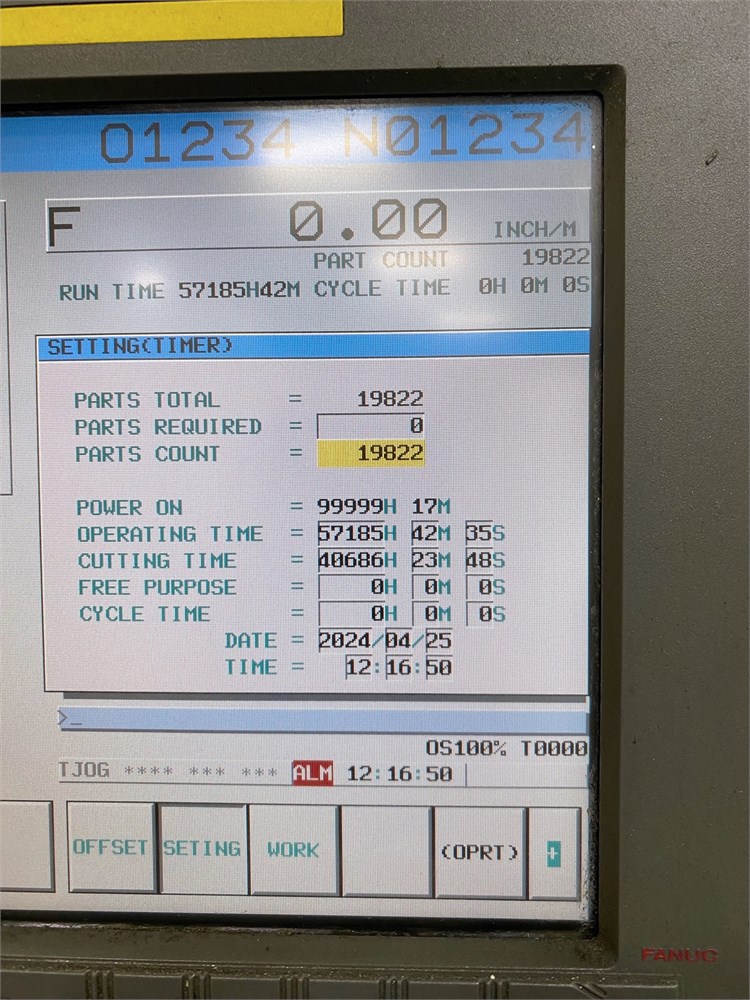 O1234 N01234
F 0.00 INCH/M
PART COUNT 19822
RUN TIME 57185H42M CYCLE TIME 0H 0M 0S
SETTING(TIMER)
PARTS TOTAL = 19822
PARTS REQUIRED = 0
PARTS COUNT = 19822
POWER ON = 99999H 17M
OPERATING TIME = 57185H 42M 35S
CUTTING TIME = 40686H 23M 48S
FREE PURPOSE = 0H 0M 0S
CYCLE TIME = 0H 0M 0S
DATE = 2024/04/25
TIME = 12:16:50
>_
OS100% T0000
TJOG **** *** *** ALM 12:16:50
OFFSET SETING WORK (OPRT) +
FANUC